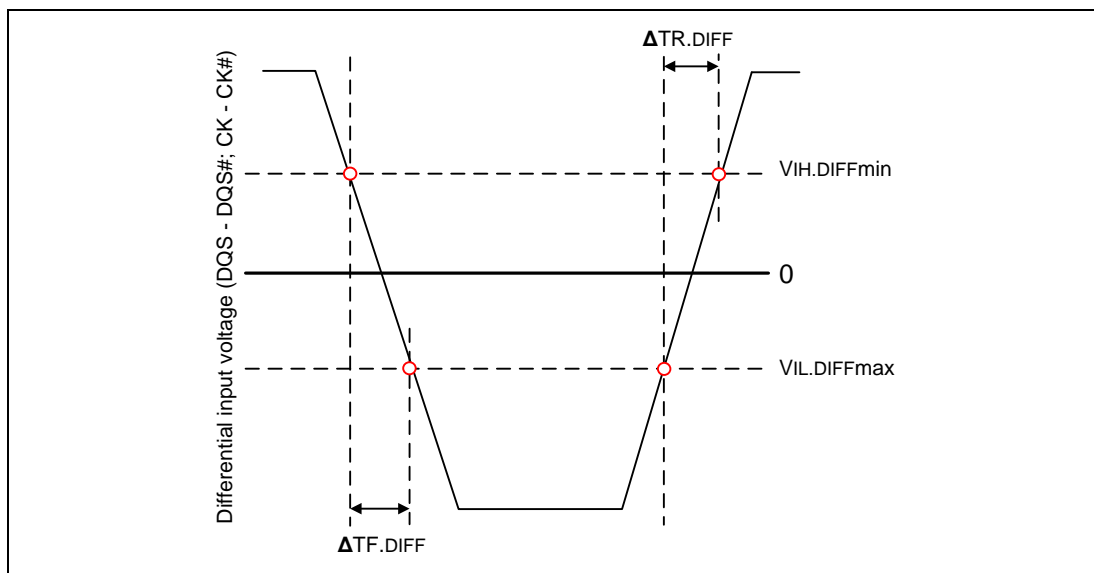 Differential input voltage (DQS - DQS#; CK - CK#)
ΔTR.DIFF
VIH.DIFFmin
0
VIL.DIFFmax
ΔTF.DIFF